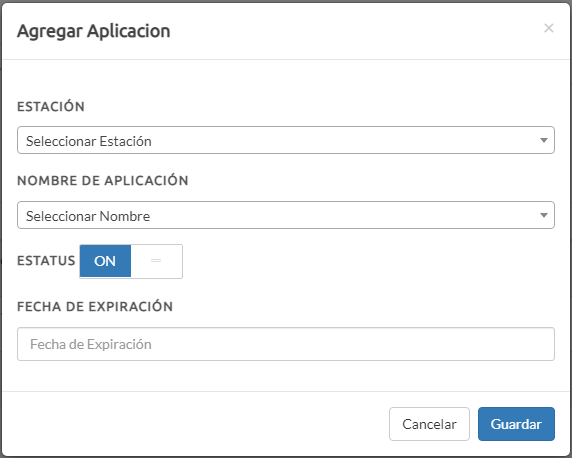 Agregar Aplicacion
×
ESTACIÓN
Seleccionar Estación
NOMBRE DE APLICACIÓN
Seleccionar Nombre
ESTATUS ON
FECHA DE EXPIRACIÓN
Fecha de Expiración
Cancelar Guardar